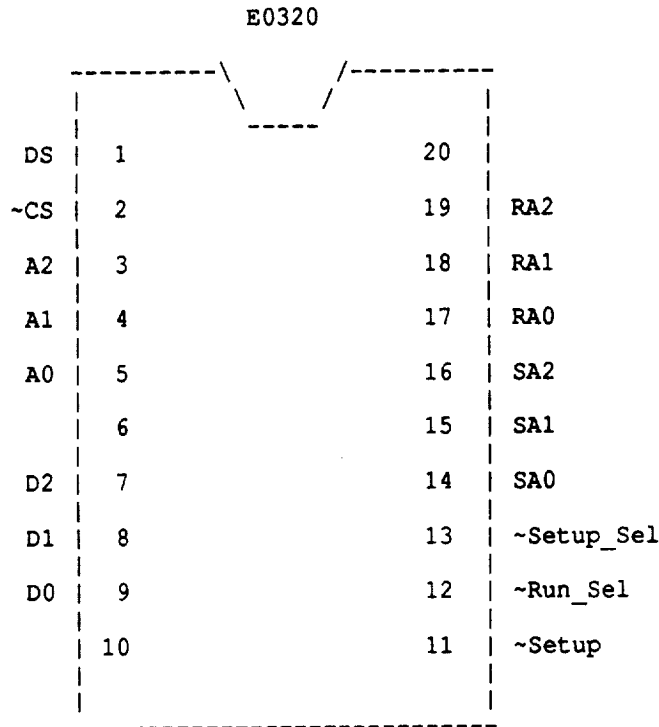 E0320
DS 1 20
~CS 2 19 RA2
A2 3 18 RA1
A1 4 17 RA0
A0 5 16 SA2
6 15 SA1
D2 7 14 SA0
D1 8 13 ~Setup_Sel
D0 9 12 ~Run_Sel
10 11 ~Setup